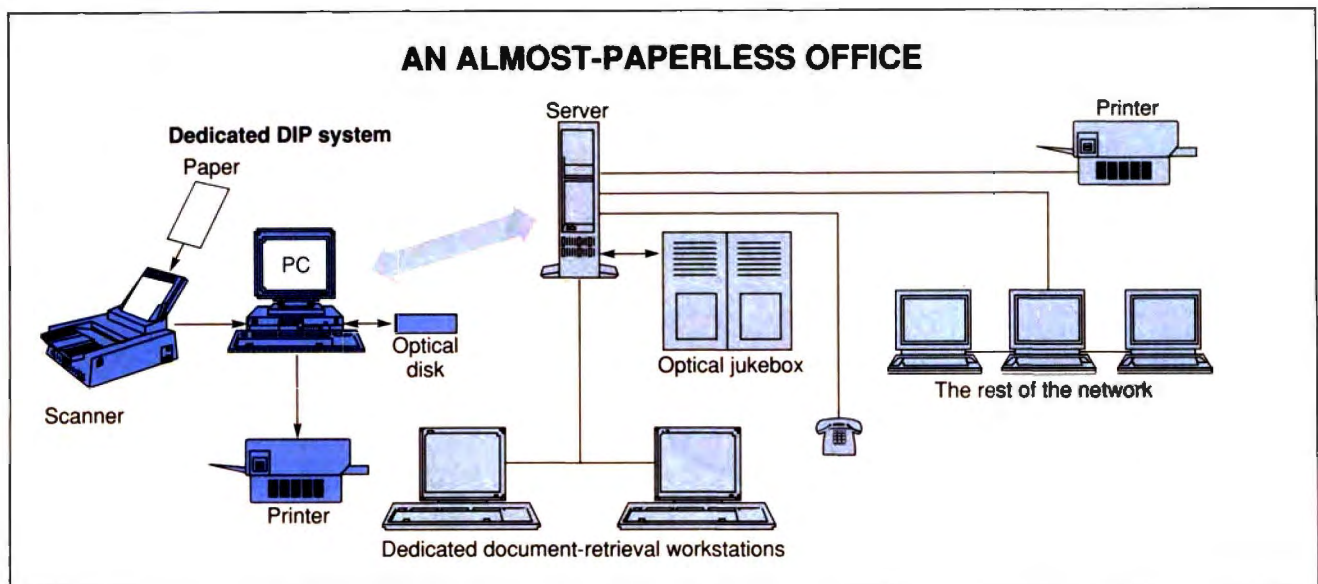 AN ALMOST-PAPERLESS OFFICE
Dedicated DIP system
Paper
Server
Printer
PC
Optical
disk
Optical jukebox
The rest of the network
Scanner
Printer
Dedicated document-retrieval workstations